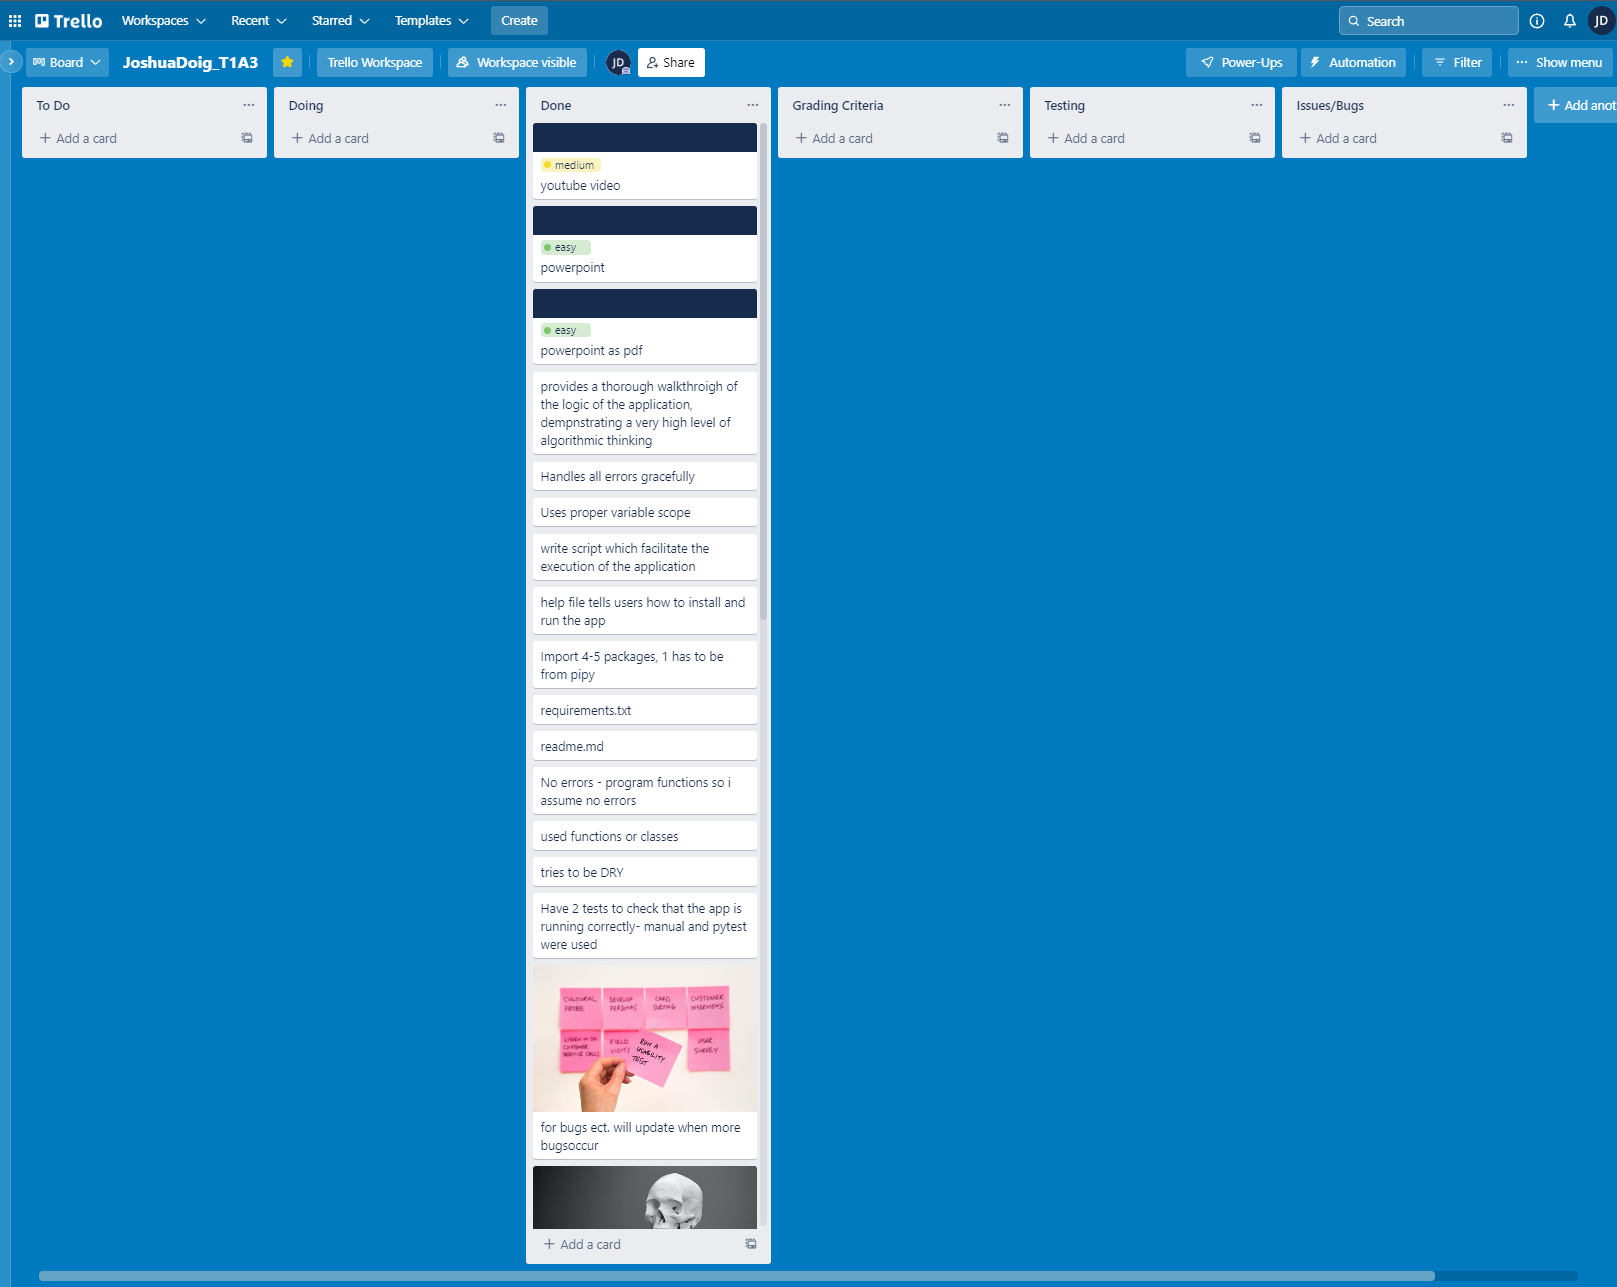 Trello
Workspaces
Recent
Starred
Templates
Create
Search
JD
Board
JoshuaDoig_T1A3
Trello Workspace
Workspace visible
JD
Share
Power-Ups
Automation
Filter
Show menu
To Do
Add a card
Doing
Add a card
Done
medium
youtube video
easy
powerpoint
easy
powerpoint as pdf
provides a thorough walkthroigh of
the logic of the application,
dempnstrating a very high level of
algorithmic thinking
Handles all errors gracefully
Uses proper variable scope
write script which facilitate the
execution of the application
help file tells users how to install and
run the app
Import 4-5 packages, 1 has to be
from pipy
requirements.txt
readme.md
No errors - program functions so i
assume no errors
used functions or classes
tries to be DRY
Have 2 tests to check that the app is
running correctly- manual and pytest
were used
CULTURAL
PROBE
DEVELOP
PERSONAS
CARD
SORTING
CUSTOMER
INTERVIEWS
LISTEN IN ON
CUSTOMER
SERVICE CALLS
FIELD
VISITS
RUN A
USABILITY
TEST
USER
SURVEY
for bugs ect. will update when more
bugsoccur
Add a card
Grading Criteria
Add a card
Testing
Add a card
Issues/Bugs
Add a card
Add anot